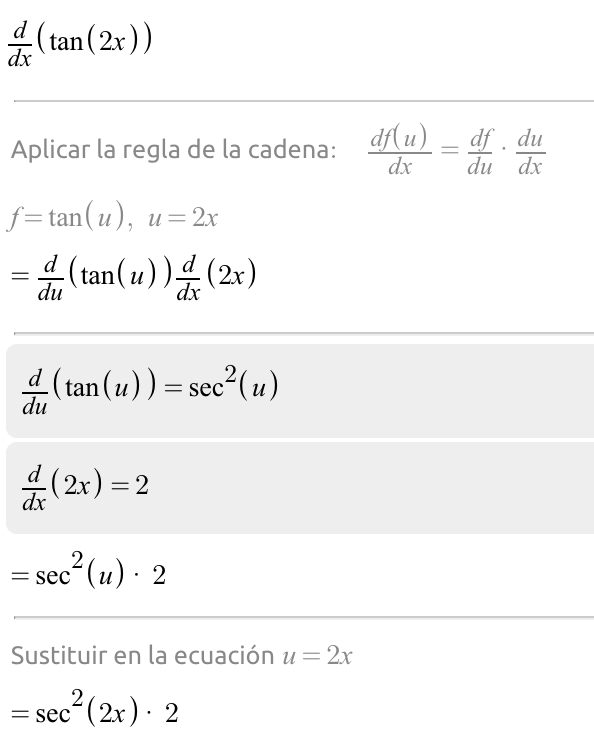 d/dx (tan(2x))
Aplicar la regla de la cadena: df(u)/dx = df/du · du/dx
f = tan(u), u = 2x
= d/du (tan(u)) d/dx (2x)
d/du (tan(u)) = sec²(u)
d/dx (2x) = 2
= sec²(u) · 2
Sustituir en la ecuación u = 2x
= sec²(2x) · 2